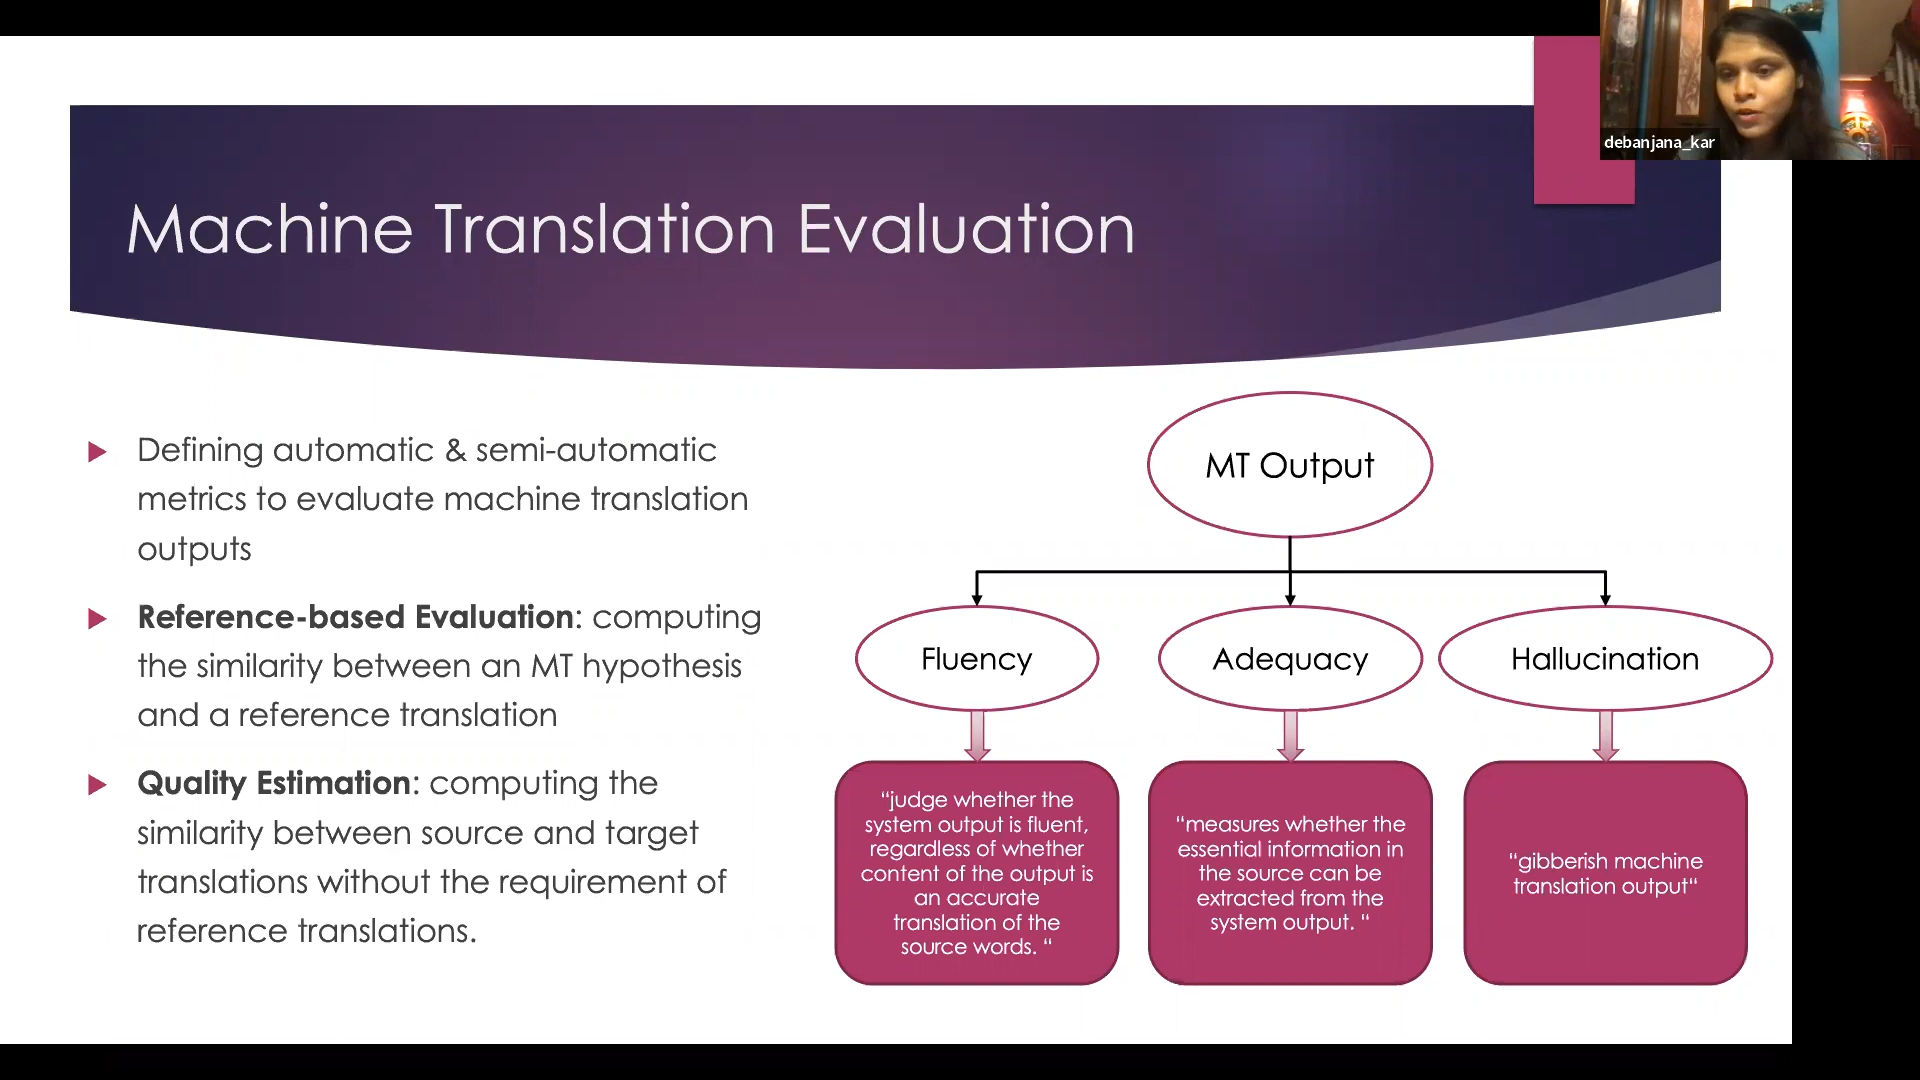 debanjana_kar
Machine Translation Evaluation
Defining automatic & semi-automatic
metrics to evaluate machine translation
outputs
Reference-based Evaluation: computing
the similarity between an MT hypothesis
and a reference translation
Quality Estimation: computing the
similarity between source and target
translations without the requirement of
reference translations.
MT Output
Fluency
Adequacy
Hallucination
“judge whether the
system output is fluent,
regardless of whether
content of the output is
an accurate
translation of the
source words. “
“measures whether the
essential information in
the source can be
extracted from the
system output. “
“gibberish machine
translation output“